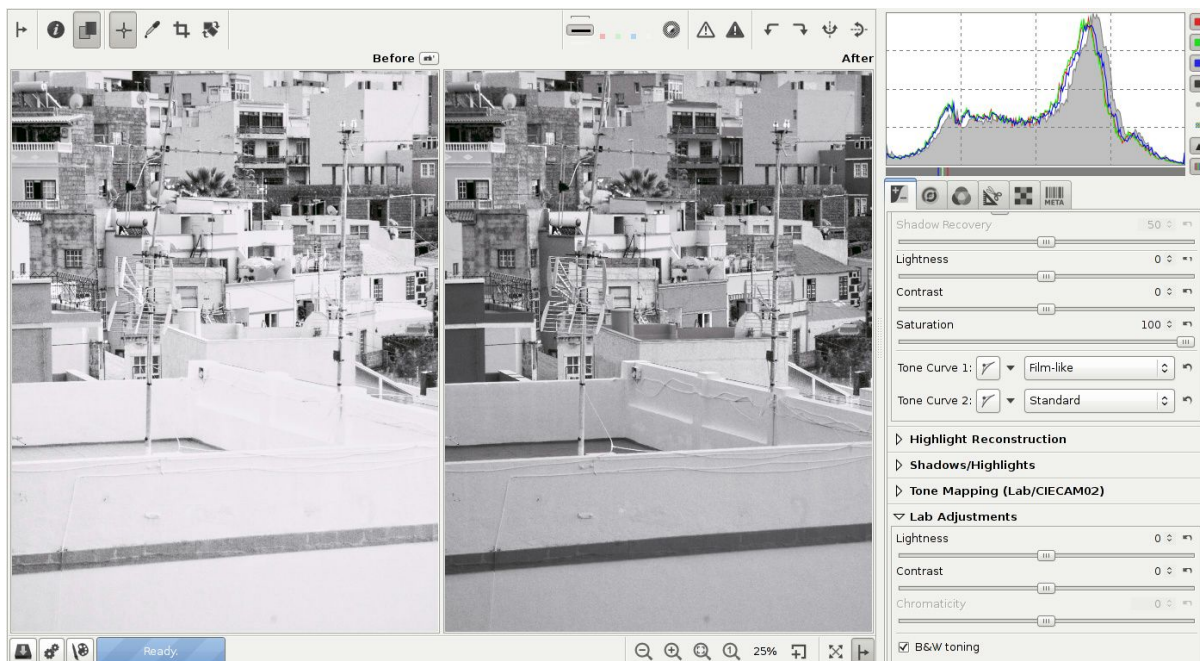 Before
After
META
Shadow Recovery 50
Lightness 0
Contrast 0
Saturation 100
Tone Curve 1: Film-like
Tone Curve 2: Standard
Highlight Reconstruction
Shadows/Highlights
Tone Mapping (Lab/CIECAM02)
Lab Adjustments
Lightness 0
Contrast 0
Chromaticity 0
B&W toning
Ready.
1
25%